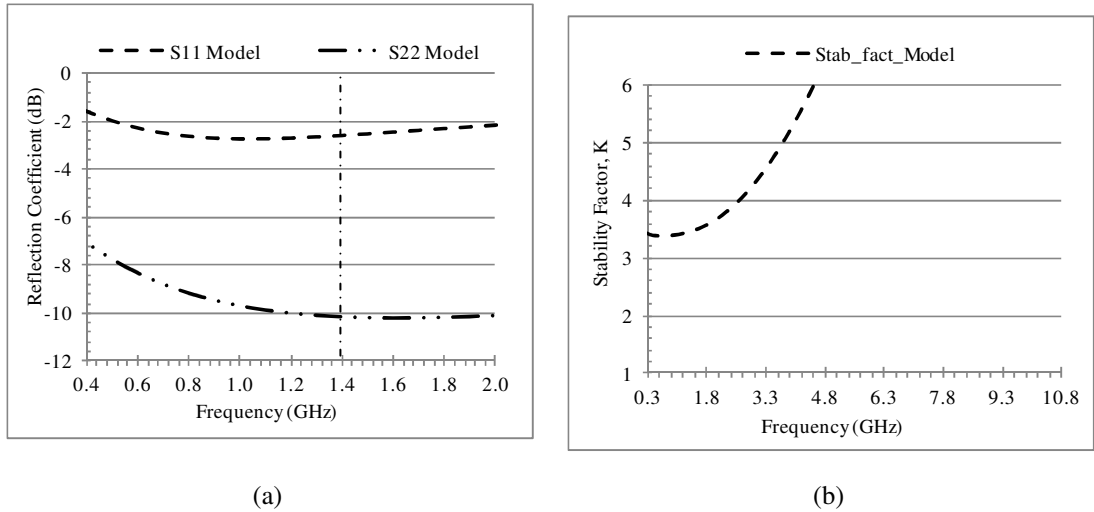 S11 Model
S22 Model
0
-2
-4
-6
-8
-10
-12
Reflection Coefficient (dB)
0.4 0.6 0.8 1.0 1.2 1.4 1.6 1.8 2.0
Frequency (GHz)
(a)
Stab_fact_Model
6
5
4
3
2
1
Stability Factor, K
0.3 1.8 3.3 4.8 6.3 7.8 9.3 10.8
Frequency (GHz)
(b)